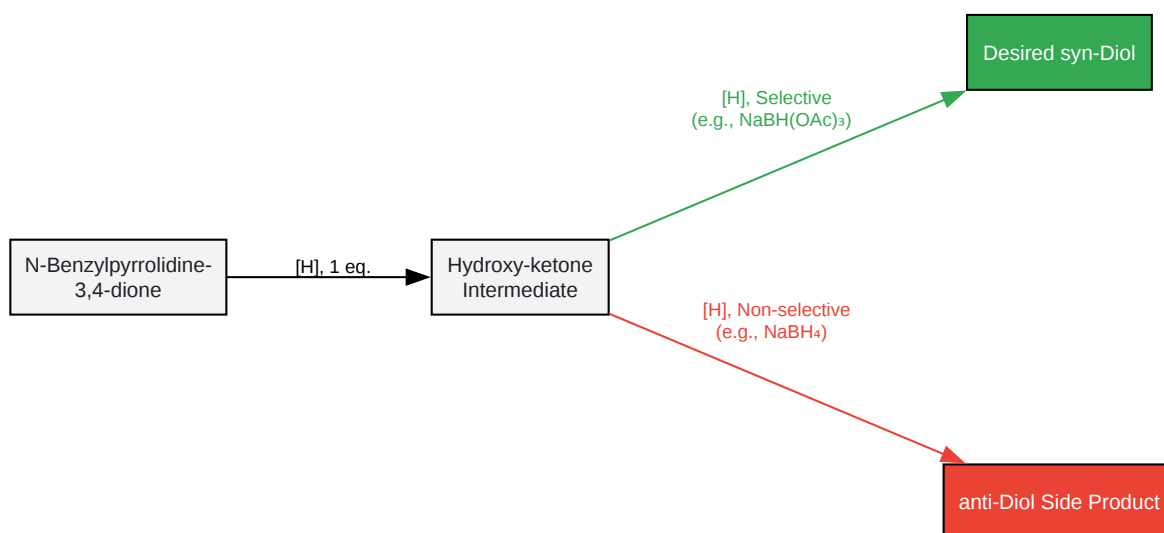 Desired syn-Diol
[H], Selective
(e.g., NaBH(OAc)₃)
N-Benzylpyrrolidine-
3,4-dione
[H], 1 eq.
Hydroxy-ketone
Intermediate
[H], Non-selective
(e.g., NaBH₄)
anti-Diol Side Product